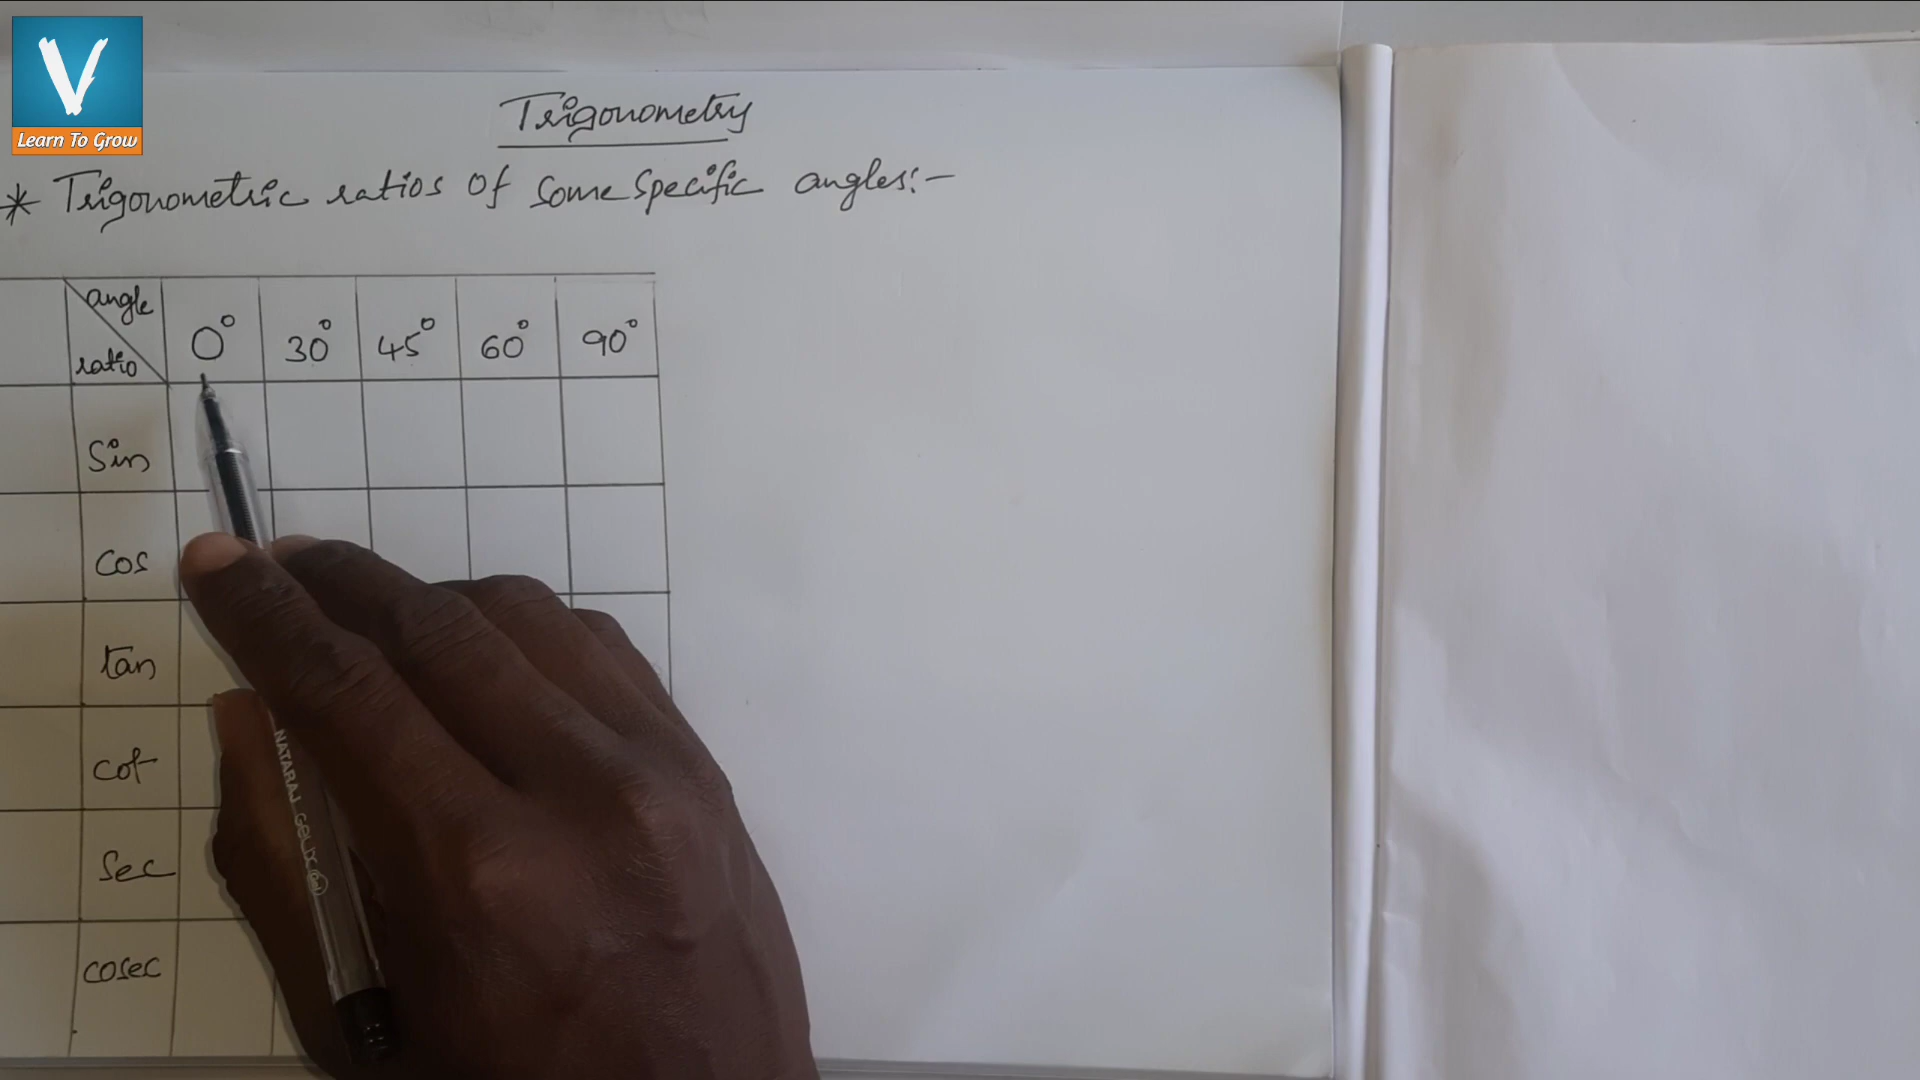 V
Learn To Grow
Trigonometry
* Trigonometric ratios of some specific angles:-
angle
ratio
0° 30° 45° 60° 90°
Sin
cos
tan
cot
Sec
cosec
NATARAJ GELIX